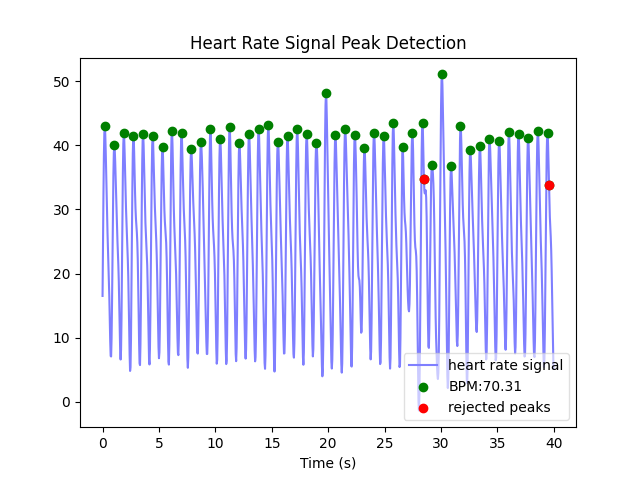 Heart Rate Signal Peak Detection
50
40
30
20
10
0
heart rate signal
BPM:70.31
rejected peaks
0 5 10 15 20 25 30 35 40
Time (s)